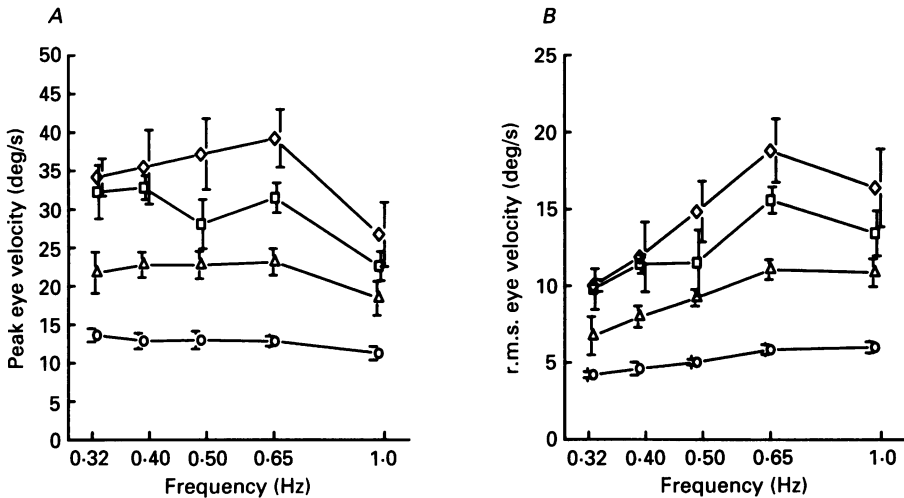 A
50
45
40
35
30
25
20
15
10
5
0
Peak eye velocity (deg/s)
0·32 0·40 0·50 0·65 1·0
Frequency (Hz)
B
25
20
15
10
5
0
r.m.s. eye velocity (deg/s)
0·32 0·40 0·50 0·65 1·0
Frequency (Hz)